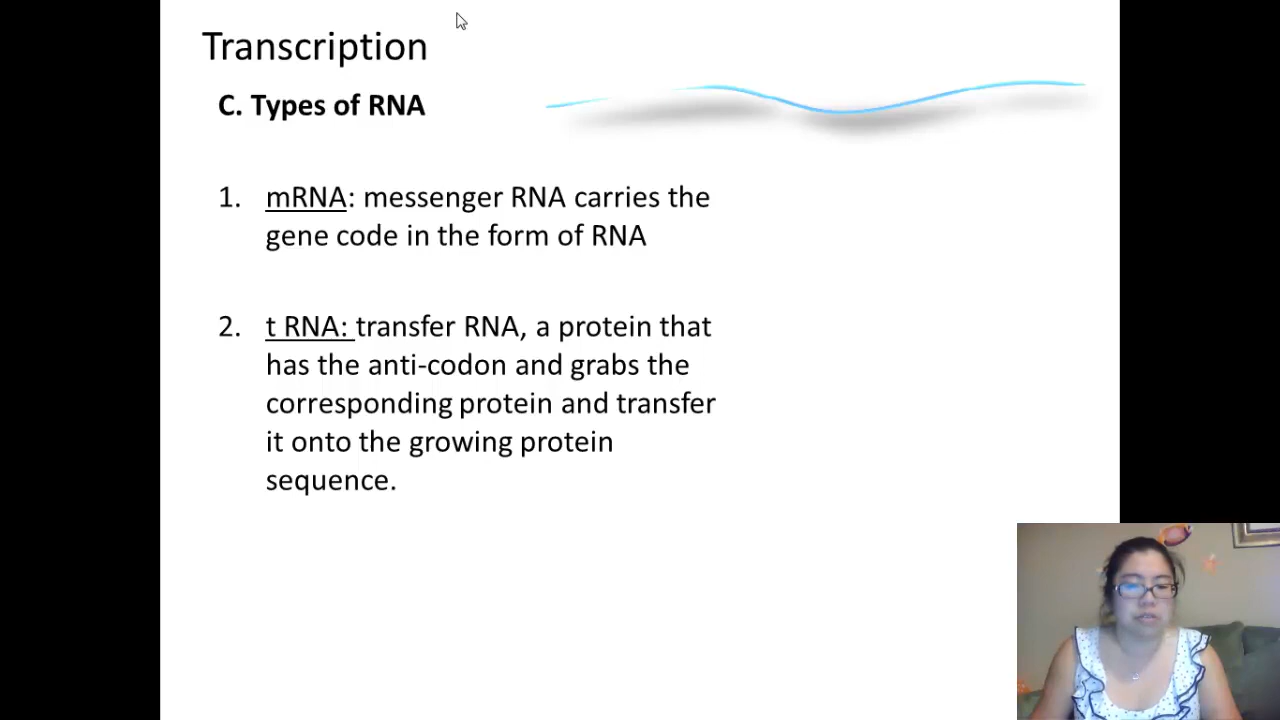 Transcription
C. Types of RNA
1. mRNA: messenger RNA carries the
gene code in the form of RNA
2. t RNA: transfer RNA, a protein that
has the anti-codon and grabs the
corresponding protein and transfer
it onto the growing protein
sequence.